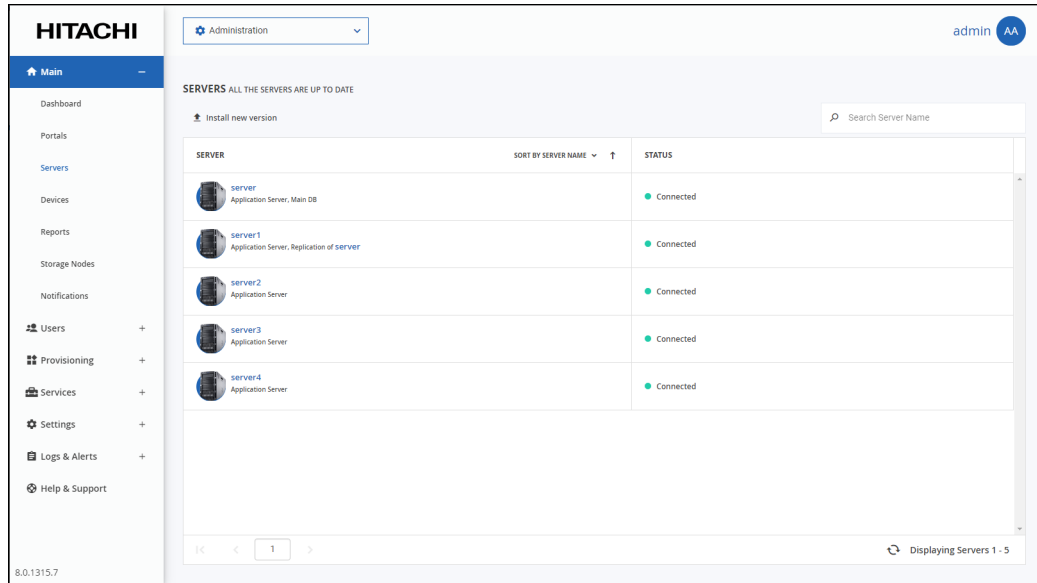 HITACHI
Administration
admin AA
Main
Dashboard
Portals
Servers
Devices
Reports
Storage Nodes
Notifications
Users
Provisioning
Services
Settings
Logs & Alerts
Help & Support
8.0.1315.7
SERVERS ALL THE SERVERS ARE UP TO DATE
Install new version
Search Server Name
SERVER SORT BY SERVER NAME STATUS
server
Application Server, Main DB
Connected
server1
Application Server, Replication of server
Connected
server2
Application Server
Connected
server3
Application Server
Connected
server4
Application Server
Connected
1
Displaying Servers 1 - 5